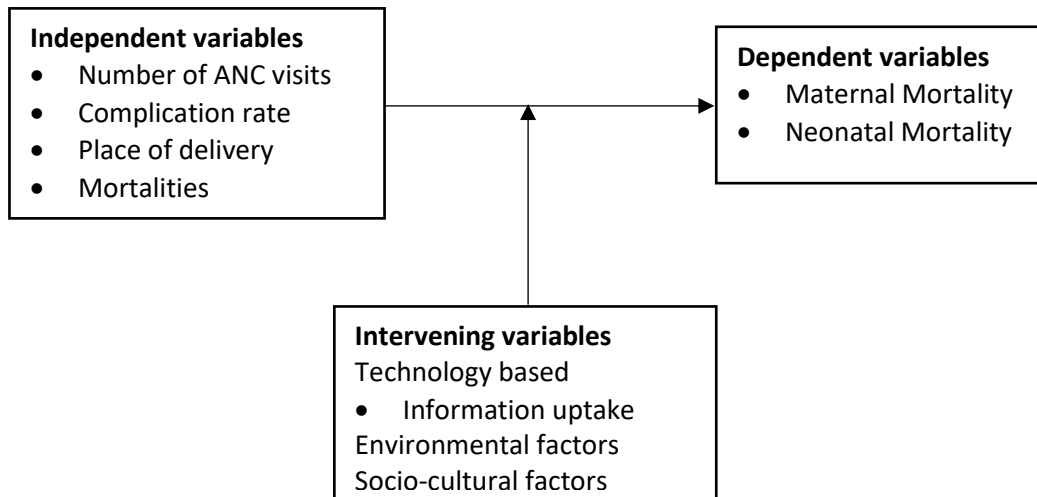 Independent variables
• Number of ANC visits
• Complication rate
• Place of delivery
• Mortalities
Dependent variables
• Maternal Mortality
• Neonatal Mortality
Intervening variables
Technology based
• Information uptake
Environmental factors
Socio-cultural factors